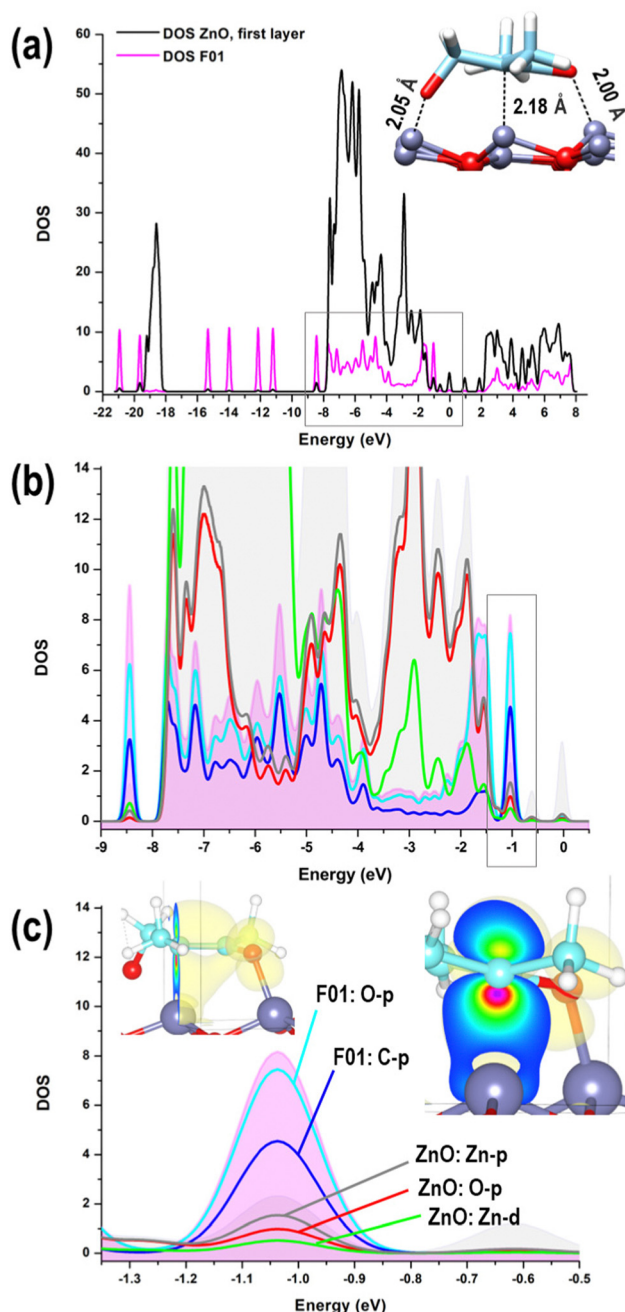 (a)
DOS ZnO, first layer
DOS F01
2.05 Å
2.18 Å
2.00 Å
DOS
60
50
40
30
20
10
0
-22 -20 -18 -16 -14 -12 -10 -8 -6 -4 -2 0 2 4 6 8
Energy (eV)
(b)
DOS
14
12
10
8
6
4
2
0
-9 -8 -7 -6 -5 -4 -3 -2 -1 0
Energy (eV)
(c)
DOS
14
12
10
8
6
4
2
0
F01: O-p
F01: C-p
ZnO: Zn-p
ZnO: O-p
ZnO: Zn-d
-1.3 -1.2 -1.1 -1.0 -0.9 -0.8 -0.7 -0.6 -0.5
Energy (eV)